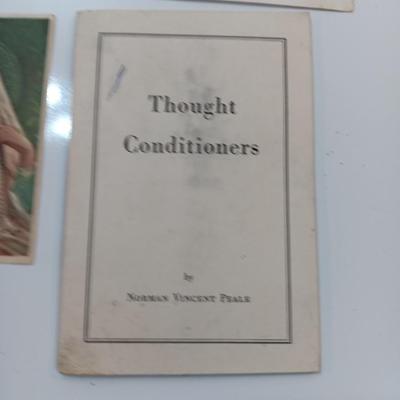 Thought
Conditioners
by
Norman Vincent Peale